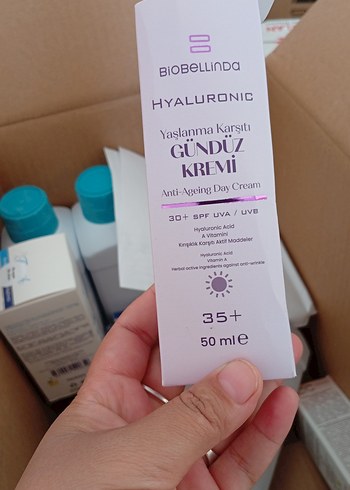 BIOBELLINDA
HYALURONIC
Yaşlanma Karşıtı
GÜNDÜZ
KREMİ
Anti-Ageing Day Cream
30+ SPF UVA / UVB
Hyaluronic Acid
A Vitamini
Kırışıklık Karşıtı Aktif Maddeler
Hyaluronic Acid
Vitamin A
Herbal active ingredients against anti-wrinkle
35+
50 ml e